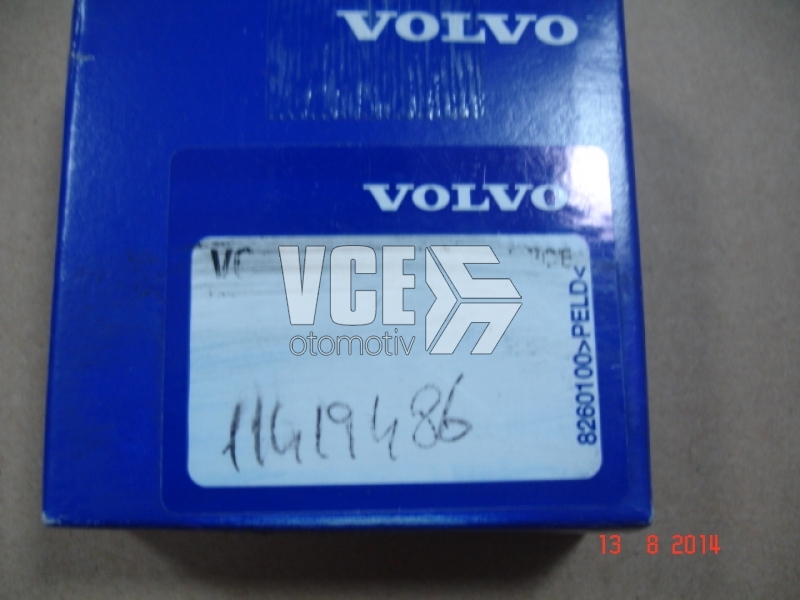 VOLVO
VOLVO
VCE
otomotiv
8260100>PELD<
11419486
13 8 2014